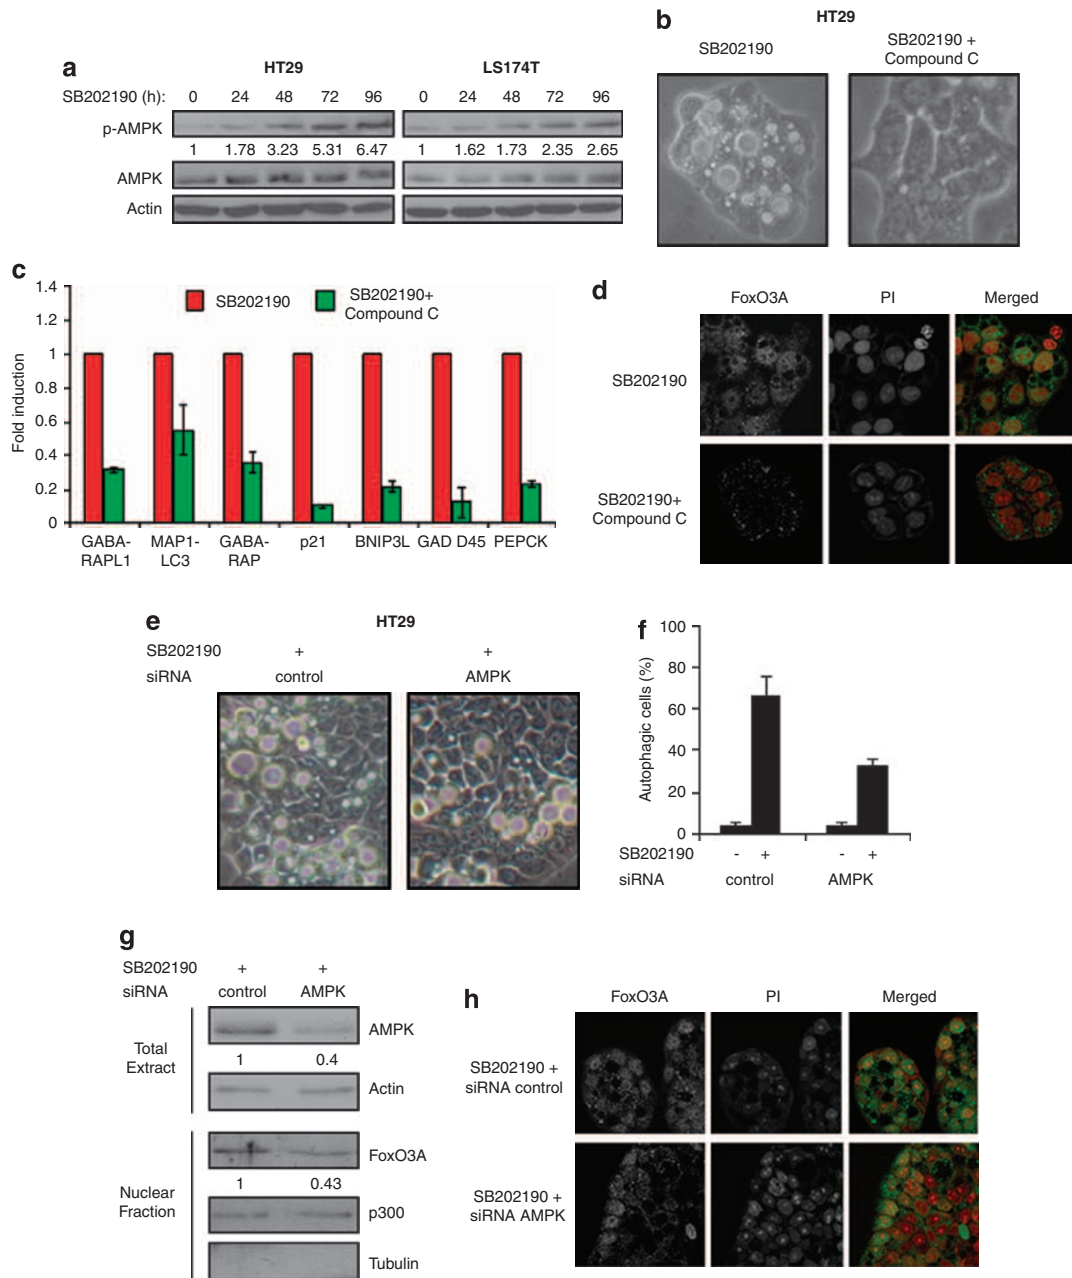 a
HT29 LS174T
SB202190 (h): 0 24 48 72 96 0 24 48 72 96
p-AMPK
1 1.78 3.23 5.31 6.47 1 1.62 1.73 2.35 2.65
AMPK
Actin
b
HT29
SB202190
SB202190 +
Compound C
c
Fold induction
1.4
1.2
1
0.8
0.6
0.4
0.2
0
SB202190
SB202190+
Compound C
GABA-
RAPL1
MAP1-
LC3
GABA-
RAP
p21
BNIP3L
GAD D45
PEPCK
d
FoxO3A PI Merged
SB202190
SB202190+
Compound C
e
HT29
SB202190 + +
siRNA control AMPK
f
Autophagic cells (%)
100
80
60
40
20
0
SB202190 - + - +
siRNA control AMPK
g
SB202190 + +
siRNA control AMPK
Total
Extract
AMPK
1 0.4
Actin
Nuclear
Fraction
FoxO3A
1 0.43
p300
Tubulin
h
FoxO3A PI Merged
SB202190 +
siRNA control
SB202190 +
siRNA AMPK